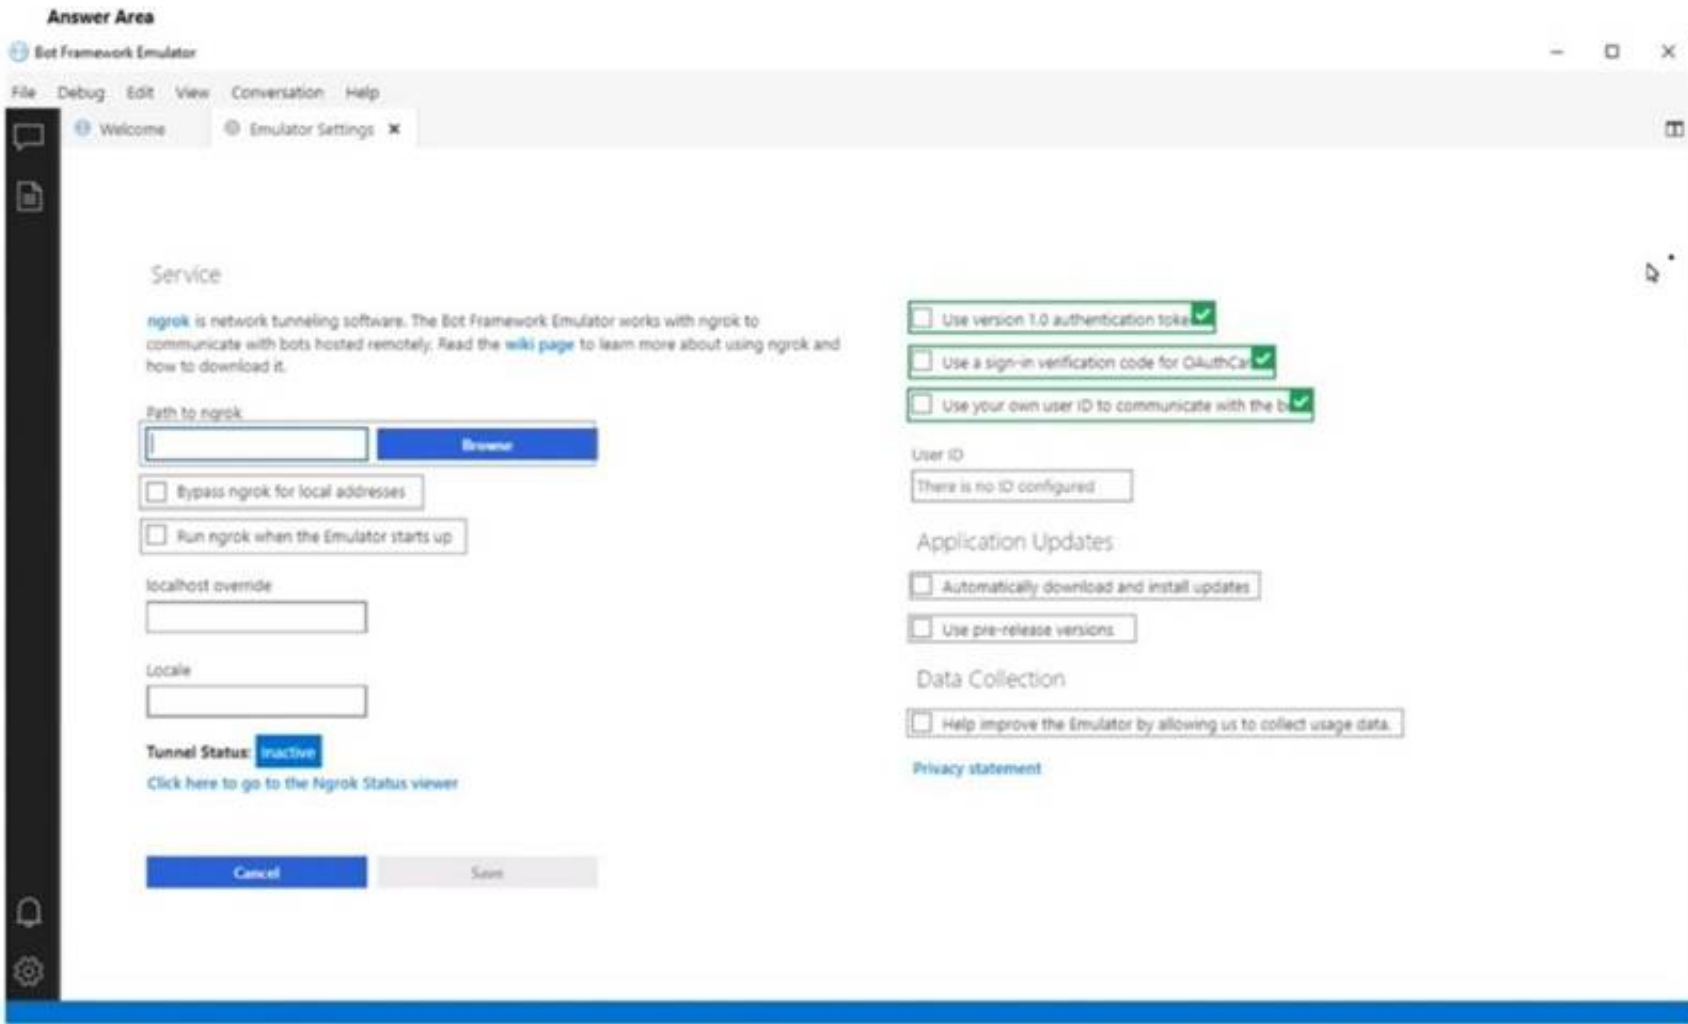 Answer Area
Bot Framework Emulator
File Debug Edit View Conversation Help
Welcome Emulator Settings
Service
ngrok is network tunneling software. The Bot Framework Emulator works with ngrok to
communicate with bots hosted remotely. Read the wiki page to learn more about using ngrok and
how to download it.
Path to ngrok
Browse
Bypass ngrok for local addresses
Run ngrok when the Emulator starts up
localhost override
Locale
Tunnel Status: Inactive
Click here to go to the Ngrok Status viewer
Cancel Save
Use version 1.0 authentication
Use a sign-in verification code for
Use your own user ID to communicate with the
User ID
There is no ID configured
Application Updates
Automatically download and install updates
Use pre-release versions
Data Collection
Help improve the Emulator by allowing us to collect usage data.
Privacy statement